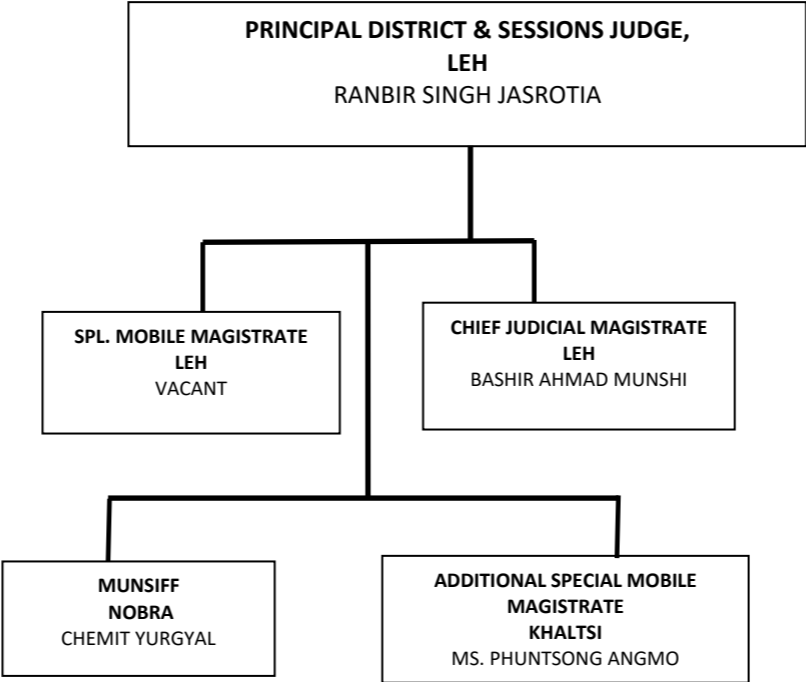 PRINCIPAL DISTRICT & SESSIONS JUDGE,
LEH
RANBIR SINGH JASROTIA
SPL. MOBILE MAGISTRATE
LEH
VACANT
CHIEF JUDICIAL MAGISTRATE
LEH
BASHIR AHMAD MUNSHI
MUNSIFF
NOBRA
CHEMIT YURGYAL
ADDITIONAL SPECIAL MOBILE
MAGISTRATE
KHALTSI
MS. PHUNTSONG ANGMO